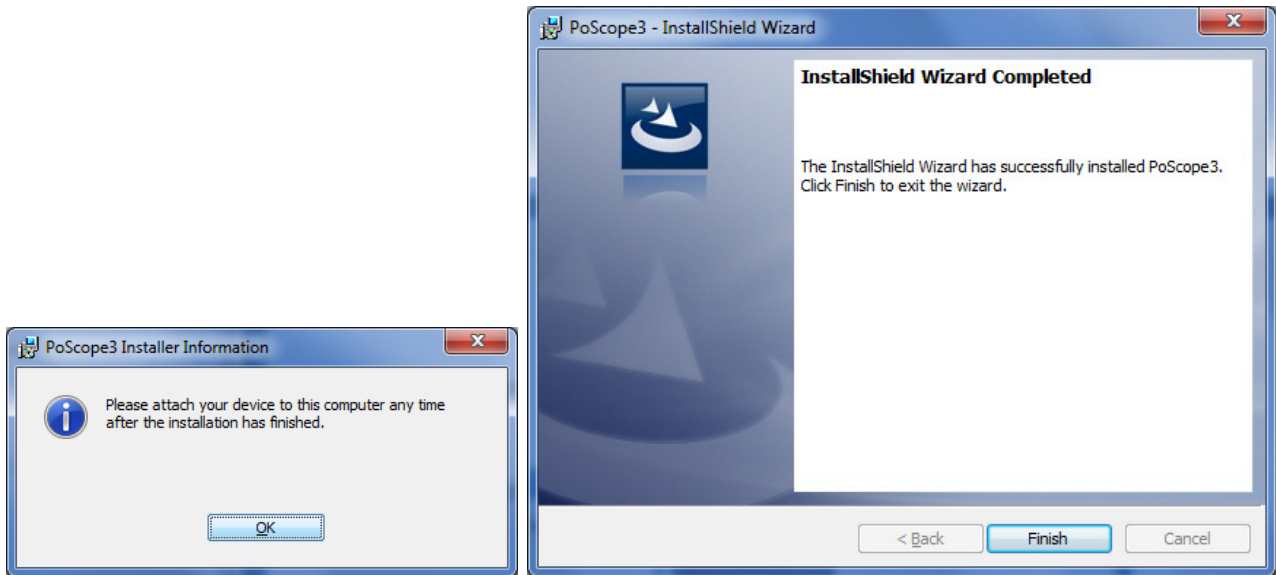 PoScope3 Installer Information
Please attach your device to this computer any time
after the installation has finished.
OK
PoScope3 - InstallShield Wizard
InstallShield Wizard Completed
The InstallShield Wizard has successfully installed PoScope3.
Click Finish to exit the wizard.
< Back
Finish
Cancel